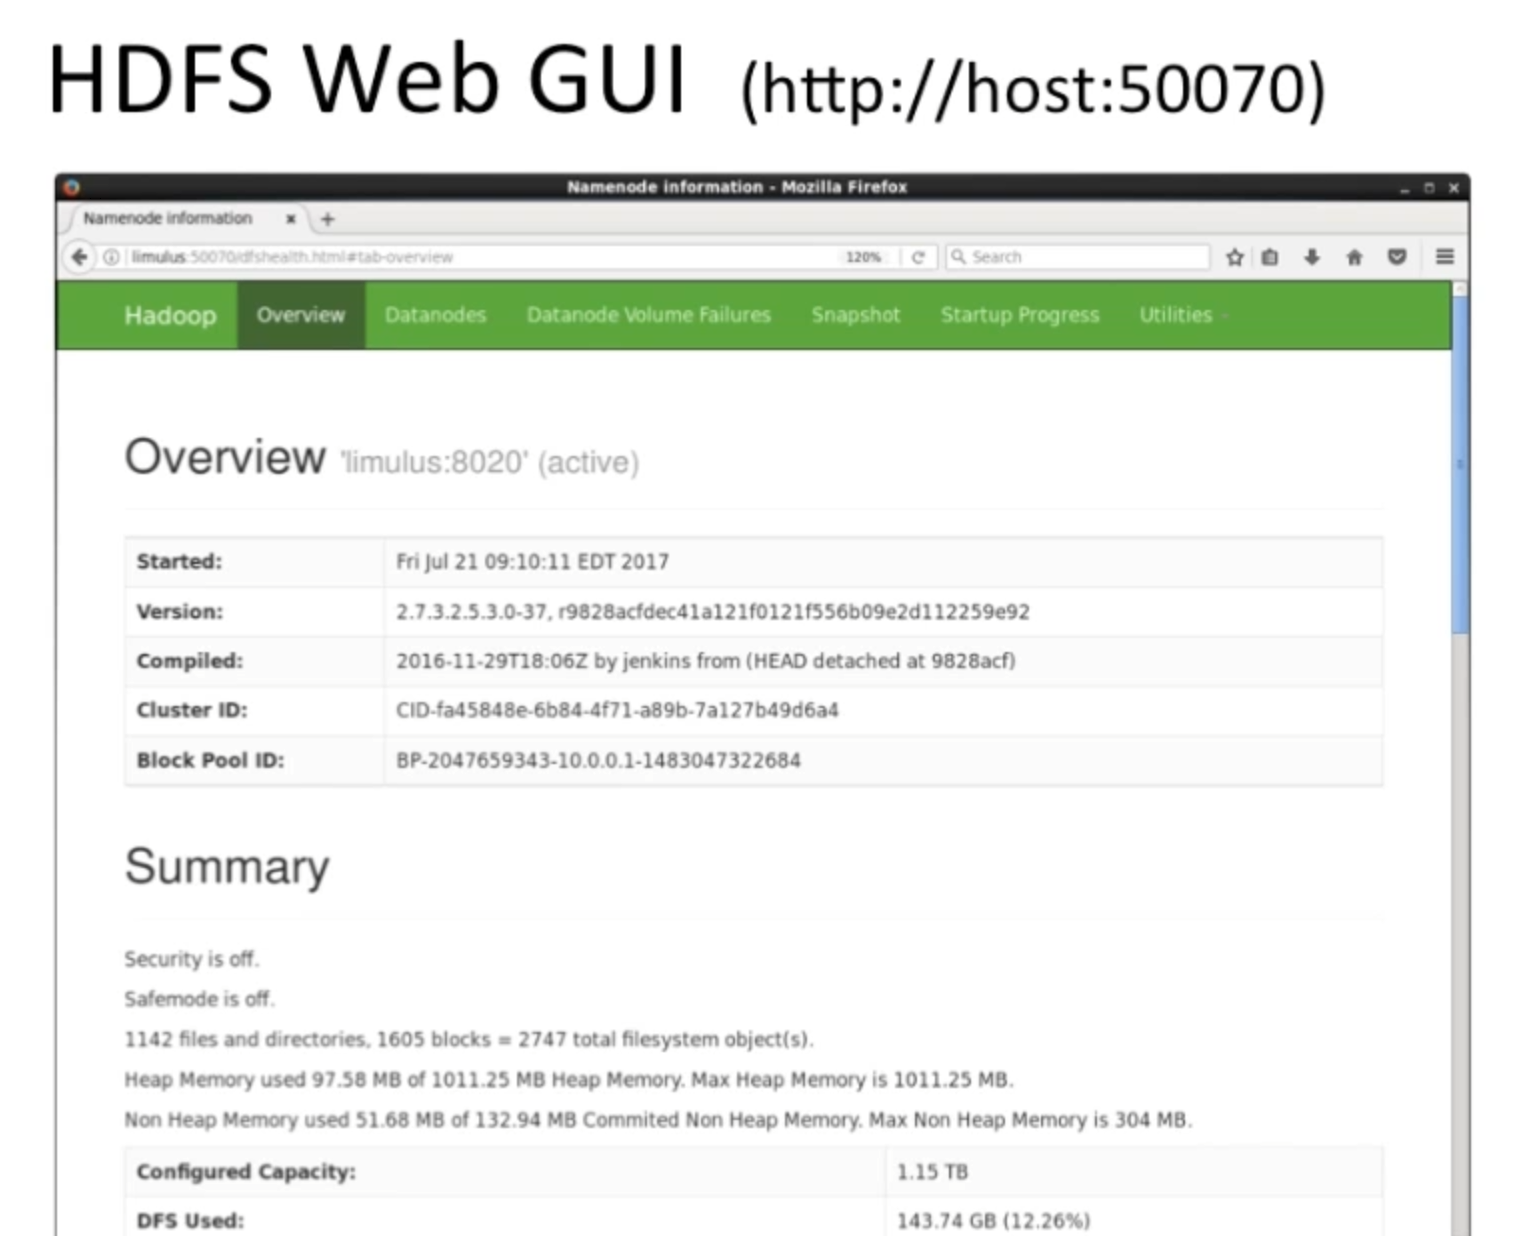 HDFS Web GUI (http://host:50070)
Namenode information - Mozilla Firefox
Namenode information
limulus:50070/dfshealth.html#tab-overview 120% Search
Hadoop Overview Datanodes Datanode Volume Failures Snapshot Startup Progress Utilities
Overview 'limulus:8020' (active)
Started: Fri Jul 21 09:10:11 EDT 2017
Version: 2.7.3.2.5.3.0-37, r9828acfdec41a121f0121f556b09e2d112259e92
Compiled: 2016-11-29T18:06Z by jenkins from (HEAD detached at 9828acf)
Cluster ID: CID-fa45848e-6b84-4f71-a89b-7a127b49d6a4
Block Pool ID: BP-2047659343-10.0.0.1-1483047322684
Summary
Security is off.
Safemode is off.
1142 files and directories, 1605 blocks = 2747 total filesystem object(s).
Heap Memory used 97.58 MB of 1011.25 MB Heap Memory. Max Heap Memory is 1011.25 MB.
Non Heap Memory used 51.68 MB of 132.94 MB Commited Non Heap Memory. Max Non Heap Memory is 304 MB.
Configured Capacity: 1.15 TB
DFS Used: 143.74 GB (12.26%)